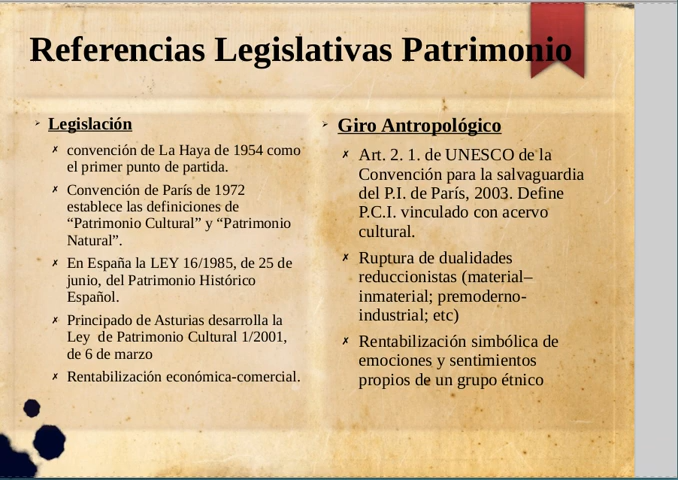 Referencias Legislativas Patrimonio
Legislación
convención de La Haya de 1954 como
el primer punto de partida.
Convención de París de 1972
establece las definiciones de
“Patrimonio Cultural” y “Patrimonio
Natural”.
En España la LEY 16/1985, de 25 de
junio, del Patrimonio Histórico
Español.
Principado de Asturias desarrolla la
Ley  de Patrimonio Cultural 1/2001,
de 6 de marzo
Rentabilización económica-comercial.
Giro Antropológico
Art. 2. 1. de UNESCO de la
Convención para la salvaguardia
del P.I. de París, 2003. Define
P.C.I. vinculado con acervo
cultural.
Ruptura de dualidades
reduccionistas (material–
inmaterial; premoderno-
industrial; etc)
Rentabilización simbólica de
emociones y sentimientos
propios de un grupo étnico